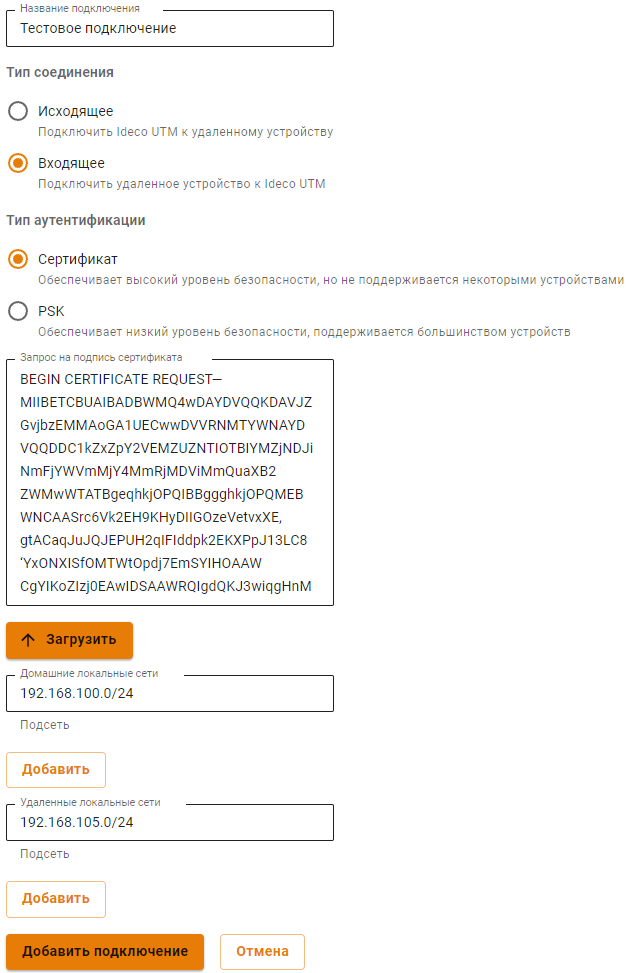 Название подключения
Тестовое подключение
Тип соединения
Исходящее
Подключить Ideco UTM к удаленному устройству
Входящее
Подключить удаленное устройство к Ideco UTM
Тип аутентификации
Сертификат
Обеспечивает высокий уровень безопасности, но не поддерживается некоторыми устройствами
PSK
Обеспечивает низкий уровень безопасности, поддерживается большинством устройств
Запрос на подпись сертификата
BEGIN CERTIFICATE REQUEST—
MIIBETCBUAIBADBWMQ4wDAYDVQQKDAVJZ
GvjbzEMMAoGA1UECwwDVVRNMTYWNAYD
VQQDDC1kZxZpY2VEMZUZNTIOTBIYMZjNDJi
NmFjYWVmMjY4MmRjMDViMmQuaXB2
ZWMwWTATBgeqhkjOPQIBBggghkjOPQMEB
WNCAASrc6Vk2EH9KHyDIIGOzeVetvxXE,
gtACaqJuJQJEPUH2qIFIddpk2EKXPpJ13LC8
‘YxONXISfOMTWtOpdj7EmSYIHOAAW
CgYIKoZIzj0EAwIDSAAWRQIgdQKJ3wiqgHnM
Загрузить
Домашние локальные сети
192.168.100.0/24
Подсеть
Добавить
Удаленные локальные сети
192.168.105.0/24
Подсеть
Добавить
Добавить подключение
Отмена